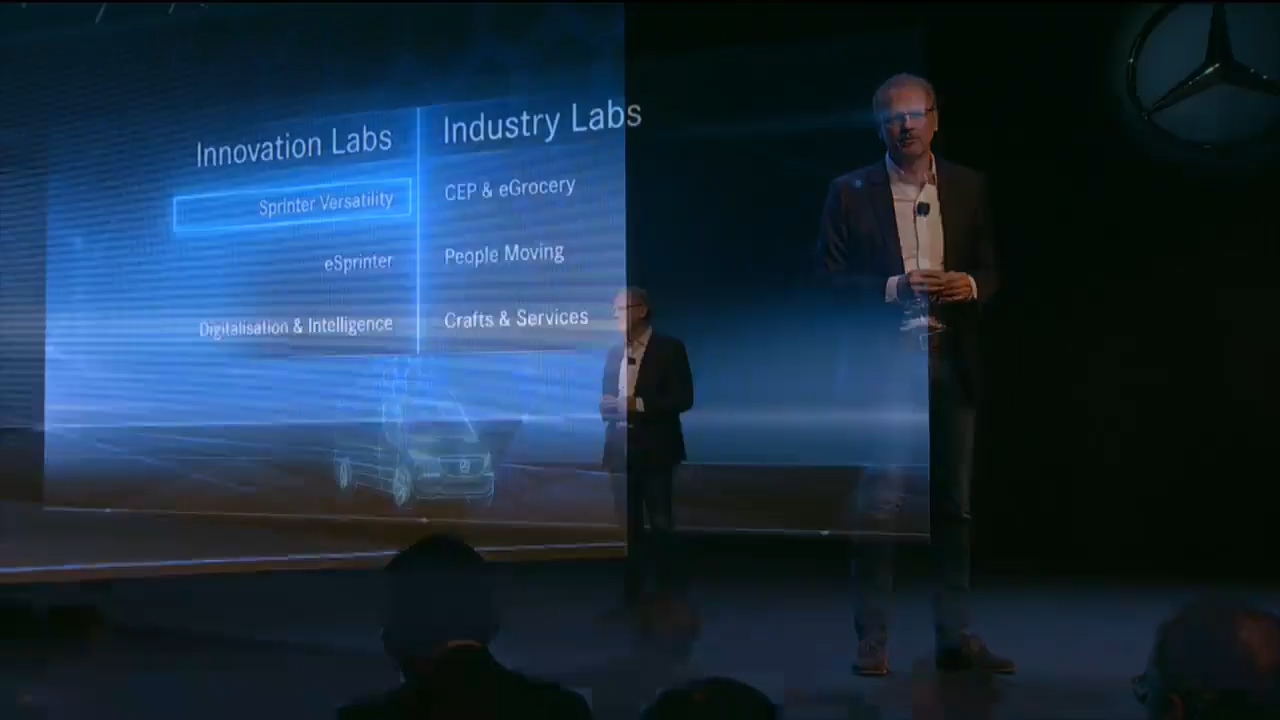 Innovation Labs
Sprinter Versatility
eSprinter
Digitalisation & Intelligence
Industry Labs
CEP & eGrocery
People Moving
Crafts & Services